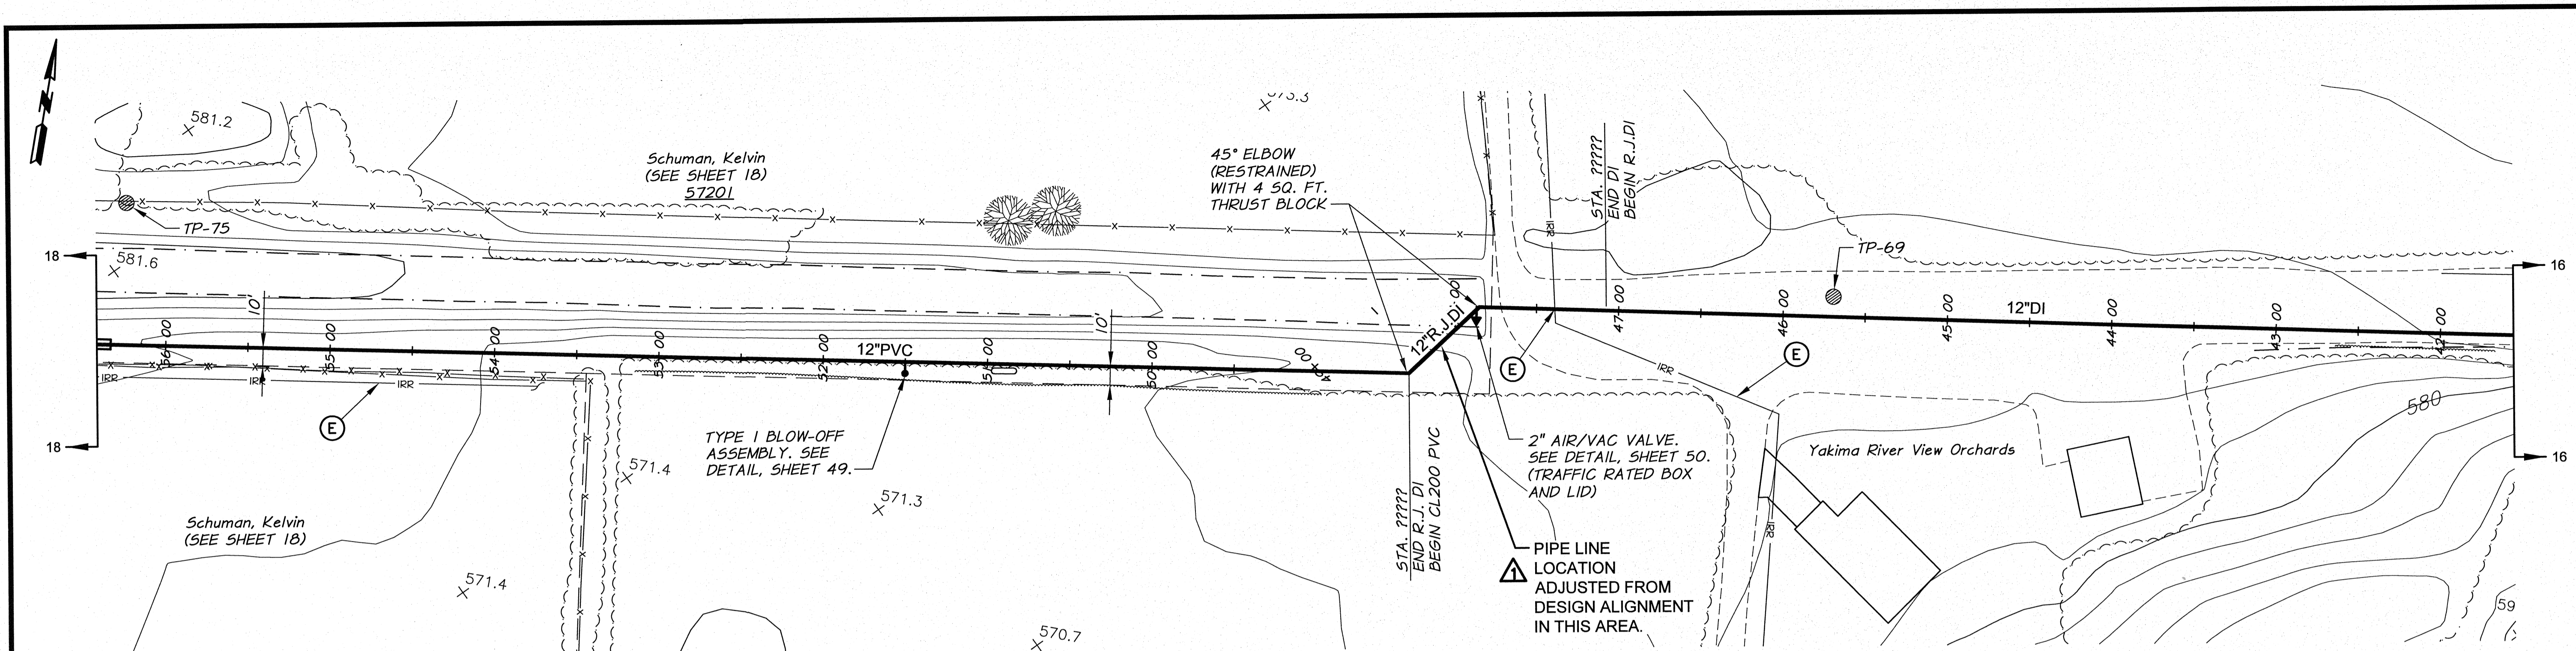 N
581.2
Schuman, Kelvin
(SEE SHEET 18)
57201
TP-75
18
581.6
10'
56+00
55+00
54+00
53+00
52+00
12"PVC
50+00
10'
IRR
IRR
IRR
E
18
Schuman, Kelvin
(SEE SHEET 18)
571.4
571.4
TYPE 1 BLOW-OFF
ASSEMBLY. SEE
DETAIL, SHEET 49.
571.3
570.7
45° ELBOW
(RESTRAINED)
WITH 4 SQ. FT.
THRUST BLOCK
12"R.J.DI
STA. ?????
END R.J. DI
BEGIN CL200 PVC
2" AIR/VAC VALVE.
SEE DETAIL, SHEET 50.
(TRAFFIC RATED BOX
AND LID)
PIPE LINE
LOCATION
ADJUSTED FROM
DESIGN ALIGNMENT
IN THIS AREA.
1
IRR
STA. ?????
END DI
BEGIN R.J.DI
TP-69
47+00
46+00
45+00
44+00
12"DI
43+00
42+00
16
E
E
IRR
IRR
Yakima River View Orchards
580
16